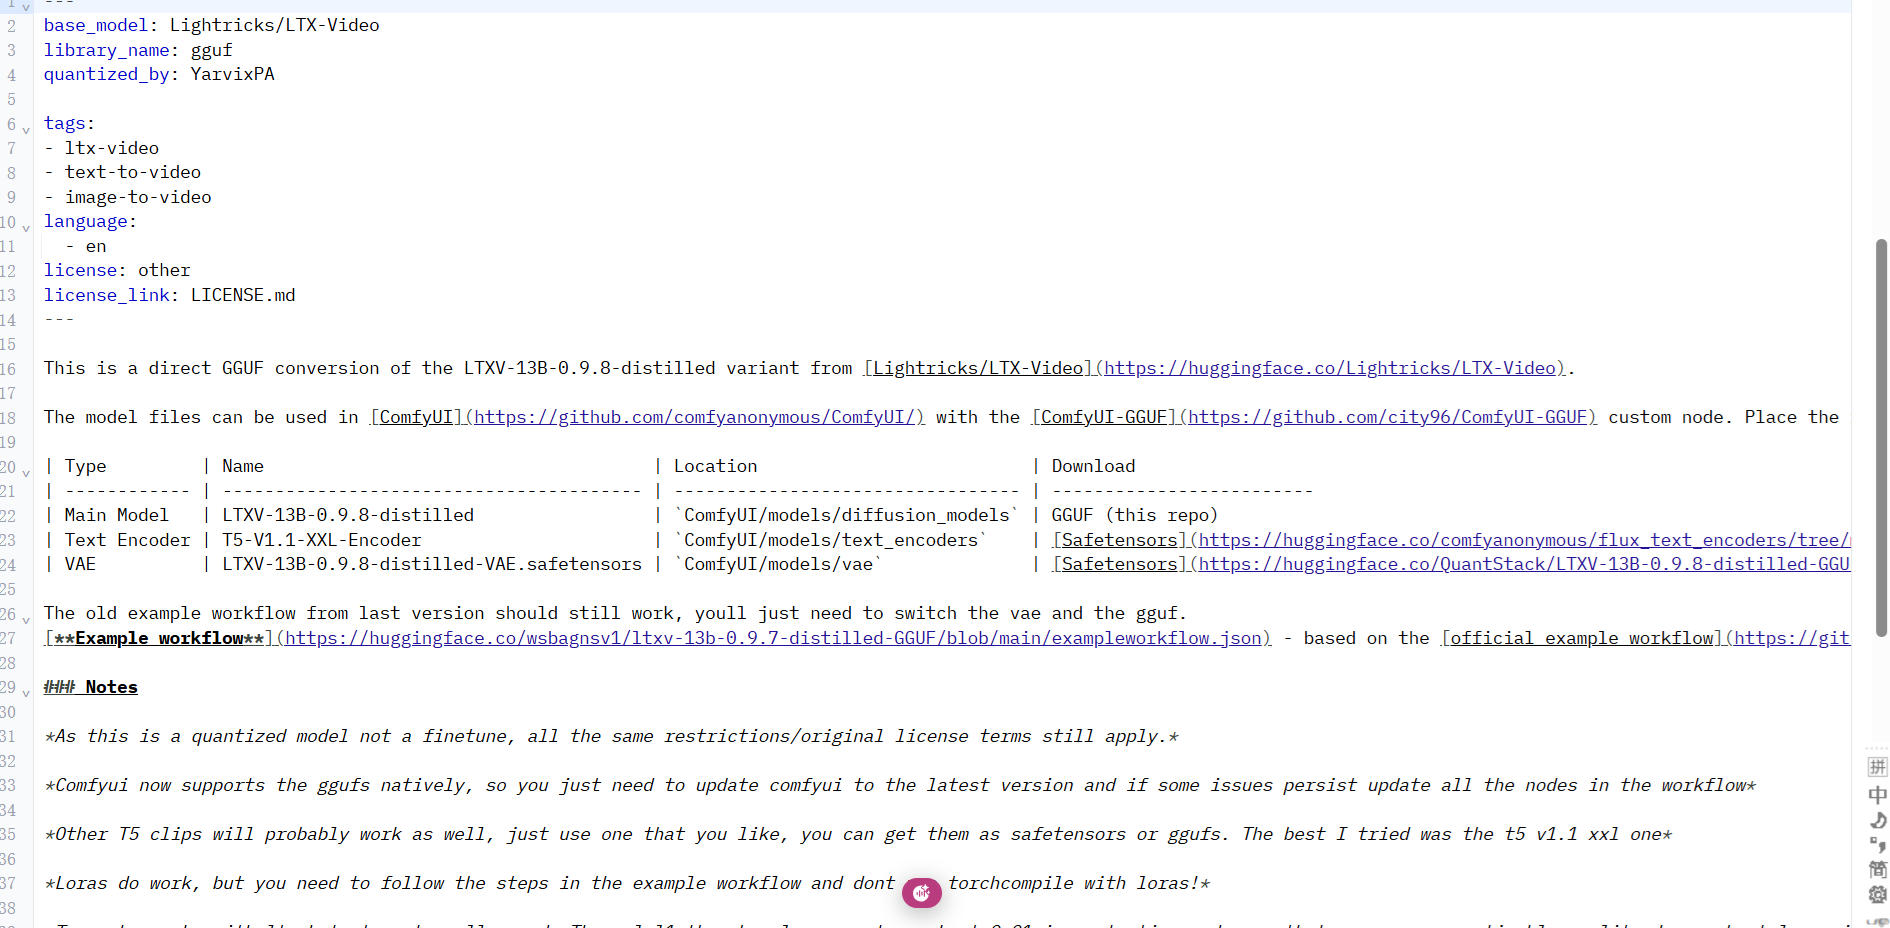 1 ---
2 base_model: Lightricks/LTX-Video
3 library_name: gguf
4 quantized_by: YarvixPA
5
6 tags:
7 - ltx-video
8 - text-to-video
9 - image-to-video
10 language:
11 - en
12 license: other
13 license_link: LICENSE.md
14 ---
15
16 This is a direct GGUF conversion of the LTXV-13B-0.9.8-distilled variant from [Lightricks/LTX-Video](https://huggingface.co/Lightricks/LTX-Video).
17
18 The model files can be used in [ComfyUI](https://github.com/comfyanonymous/ComfyUI/) with the [ComfyUI-GGUF](https://github.com/city96/ComfyUI-GGUF) custom node. Place the
19
20 | Type | Name | Location | Download
21 | ------------ | ---------------------------------------- | --------------------------------- | -------------------------
22 | Main Model | LTXV-13B-0.9.8-distilled | `ComfyUI/models/diffusion_models` | GGUF (this repo)
23 | Text Encoder | T5-V1.1-XXL-Encoder | `ComfyUI/models/text_encoders` | [Safetensors](https://huggingface.co/comfyanonymous/flux_text_encoders/tree/
24 | VAE | LTXV-13B-0.9.8-distilled-VAE.safetensors | `ComfyUI/models/vae` | [Safetensors](https://huggingface.co/QuantStack/LTXV-13B-0.9.8-distilled-GGU
25
26 The old example workflow from last version should still work, youll just need to switch the vae and the gguf.
27 [**Example workflow**](https://huggingface.co/wsbagnsv1/ltxv-13b-0.9.7-distilled-GGUF/blob/main/exampleworkflow.json) - based on the [official example workflow](https://git
28
29 ### Notes
30
31 *As this is a quantized model not a finetune, all the same restrictions/original license terms still apply.*
32
33 *Comfyui now supports the ggufs natively, so you just need to update comfyui to the latest version and if some issues persist update all the nodes in the workflow*
34
35 *Other T5 clips will probably work as well, just use one that you like, you can get them as safetensors or ggufs. The best I tried was the t5 v1.1 xxl one*
36
37 *Loras do work, but you need to follow the steps in the example workflow and dont torchcompile with loras!*
38
拼
中
简